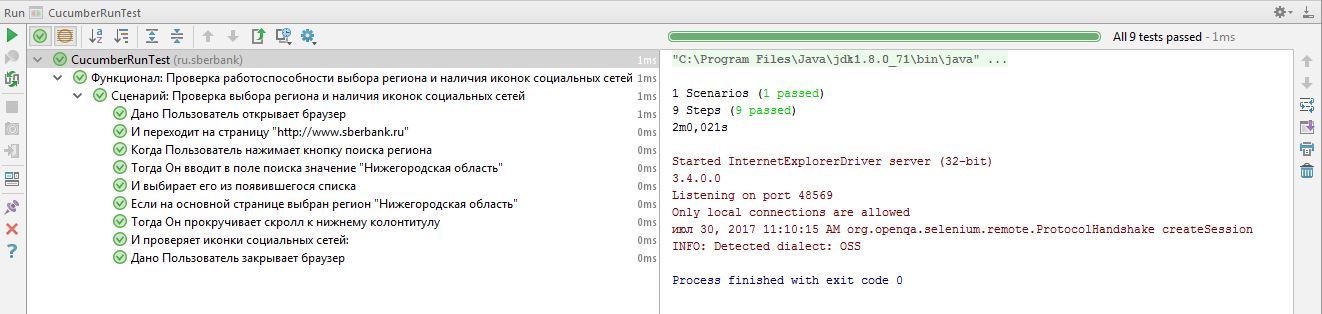 Run CucumberRunTest
All 9 tests passed - 1ms
CucumberRunTest (ru.sberbank) 1ms
Функционал: Проверка работоспособности выбора региона и наличия иконок социальных сетей 1ms
Сценарий: Проверка выбора региона и наличия иконок социальных сетей 1ms
Дано Пользователь открывает браузер 1ms
И переходит на страницу "http://www.sberbank.ru" 0ms
Когда Пользователь нажимает кнопку поиска региона 0ms
Тогда Он вводит в поле поиска значение "Нижегородская область" 0ms
И выбирает его из появившегося списка 0ms
Если на основной странице выбран регион "Нижегородская область" 0ms
Тогда Он прокручивает скролл к нижнему колонтитулу 0ms
И проверяет иконки социальных сетей: 0ms
Дано Пользователь закрывает браузер 0ms
"C:\Program Files\Java\jdk1.8.0_71\bin\java" ...
1 Scenarios (1 passed)
9 Steps (9 passed)
2m0,021s
Started InternetExplorerDriver server (32-bit)
3.4.0.0
Listening on port 48569
Only local connections are allowed
июл 30, 2017 11:10:15 AM org.openqa.selenium.remote.ProtocolHandshake createSession
INFO: Detected dialect: OSS
Process finished with exit code 0